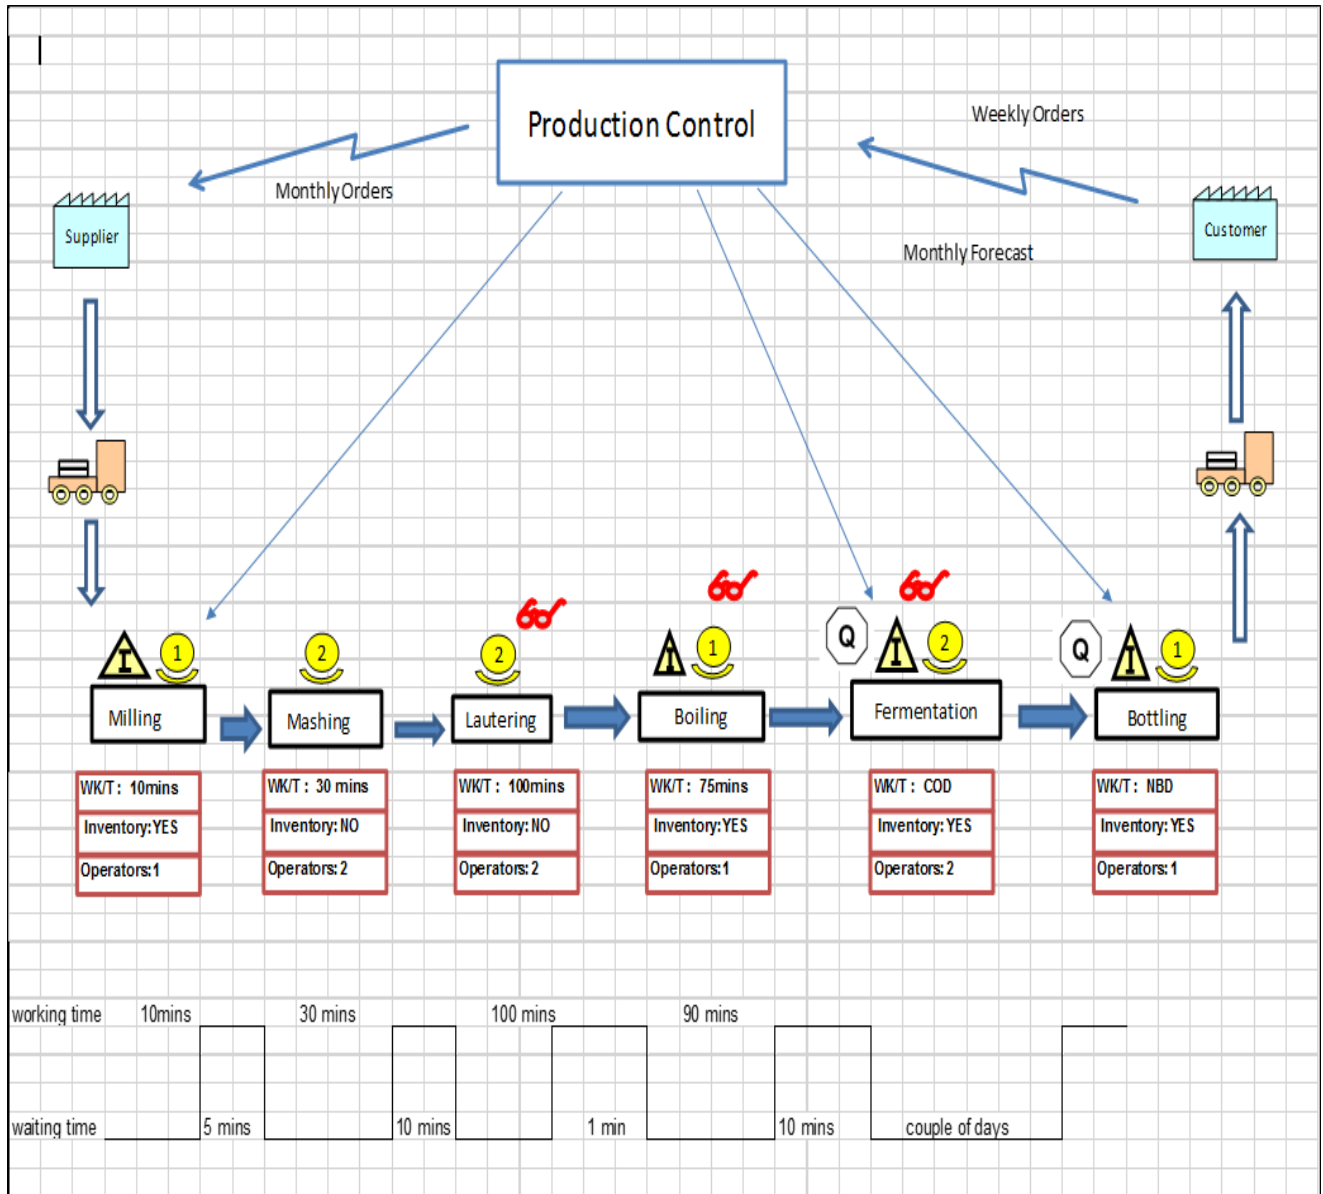 Production Control
Weekly Orders
Monthly Orders
Monthly Forecast
Supplier
Customer
I
1
2
2
I
1
Q
I
2
Q
I
1
Milling
Mashing
Lautering
Boiling
Fermentation
Bottling
WK/T : 10mins
Inventory:YES
Operators:1
WK/T : 30 mins
Inventory:NO
Operators:2
WK/T : 100mins
Inventory:NO
Operators:2
WK/T : 75mins
Inventory:YES
Operators:1
WK/T : COD
Inventory:YES
Operators:2
WK/T : NBD
Inventory:YES
Operators:1
working time 10mins 30 mins 100 mins 90 mins
waiting time 5 mins 10 mins 1 min 10 mins couple of days